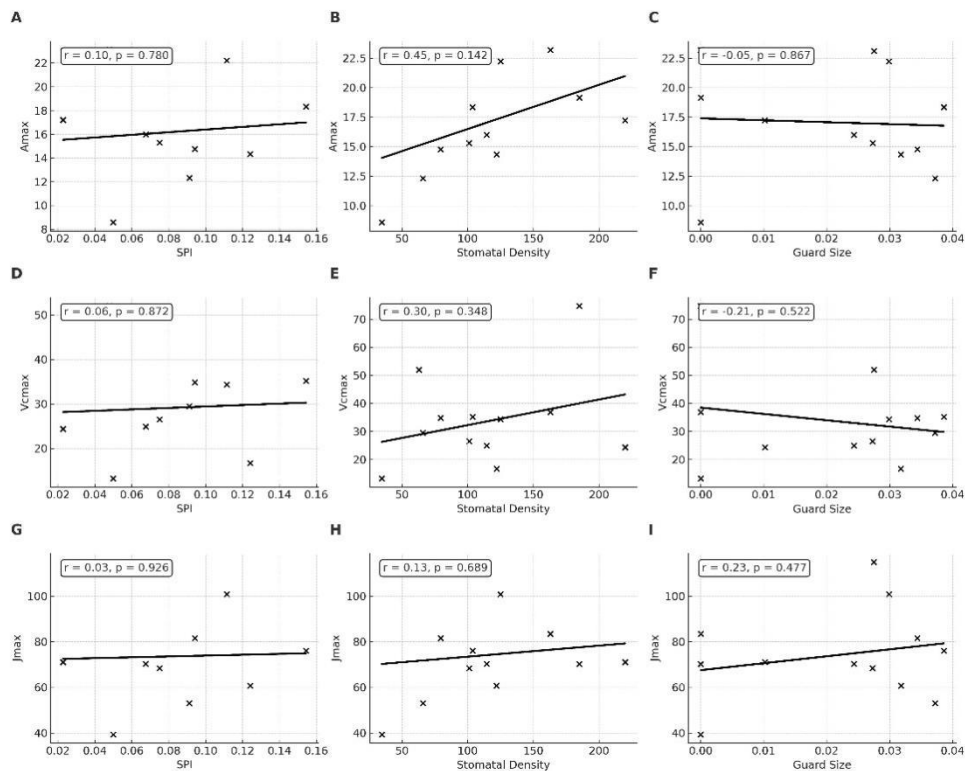 A B C
r = 0.10, p = 0.780 r = 0.45, p = 0.142 r = -0.05, p = 0.867
Amax Amax Amax
22 20 18 16 14 12 10 8
22.5 20.0 17.5 15.0 12.5 10.0
22.5 20.0 17.5 15.0 12.5 10.0
0.02 0.04 0.06 0.08 0.10 0.12 0.14 0.16 50 100 150 200 0.00 0.01 0.02 0.03 0.04
SPI Stomatal Density Guard Size
D E F
r = 0.06, p = 0.872 r = 0.30, p = 0.348 r = -0.21, p = 0.522
Vcmax Vcmax Vcmax
50 40 30 20
70 60 50 40 30 20 10
70 60 50 40 30 20 10
0.02 0.04 0.06 0.08 0.10 0.12 0.14 0.16 50 100 150 200 0.00 0.01 0.02 0.03 0.04
SPI Stomatal Density Guard Size
G H I
r = 0.03, p = 0.926 r = 0.13, p = 0.689 r = 0.23, p = 0.477
Jmax Jmax Jmax
100 80 60 40
100 80 60 40
100 80 60 40
0.02 0.04 0.06 0.08 0.10 0.12 0.14 0.16 50 100 150 200 0.00 0.01 0.02 0.03 0.04
SPI Stomatal Density Guard Size